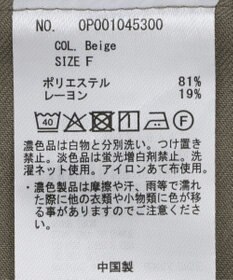 NO. 0P001045300
COL. Beige
SIZE F
ポリエステル 81%
レーヨン 19%
40 F
濃色品は白物と分別洗い。つけ置き
禁止。淡色品は蛍光増白剤禁止。洗
濯ネット使用。アイロンあて布使用。
・濃色製品は摩擦や汗、雨等で濡れ
た際に他の衣類や小物類に色が移
る事がありますのでご注意下さい。
中国製